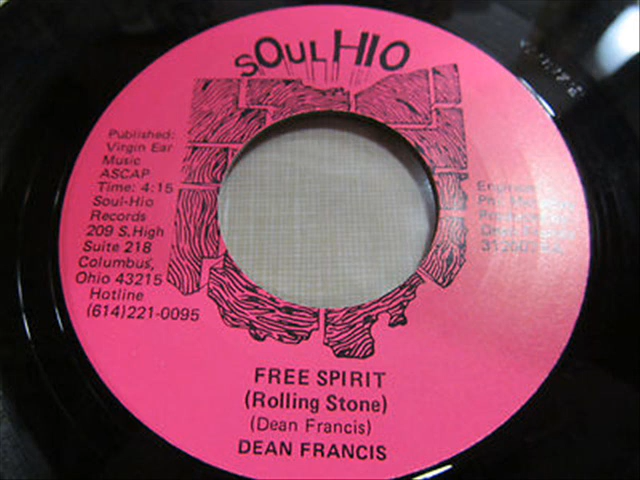 SOULHIO
Published:
Virgin Ear
Music
ASCAP
Time: 4:15
Soul-Hio
Records
209 S.High
Suite 218
Columbus,
Ohio 43215
Hotline
(614)221-0095
FREE SPIRIT
(Rolling Stone)
(Dean Francis)
DEAN FRANCIS